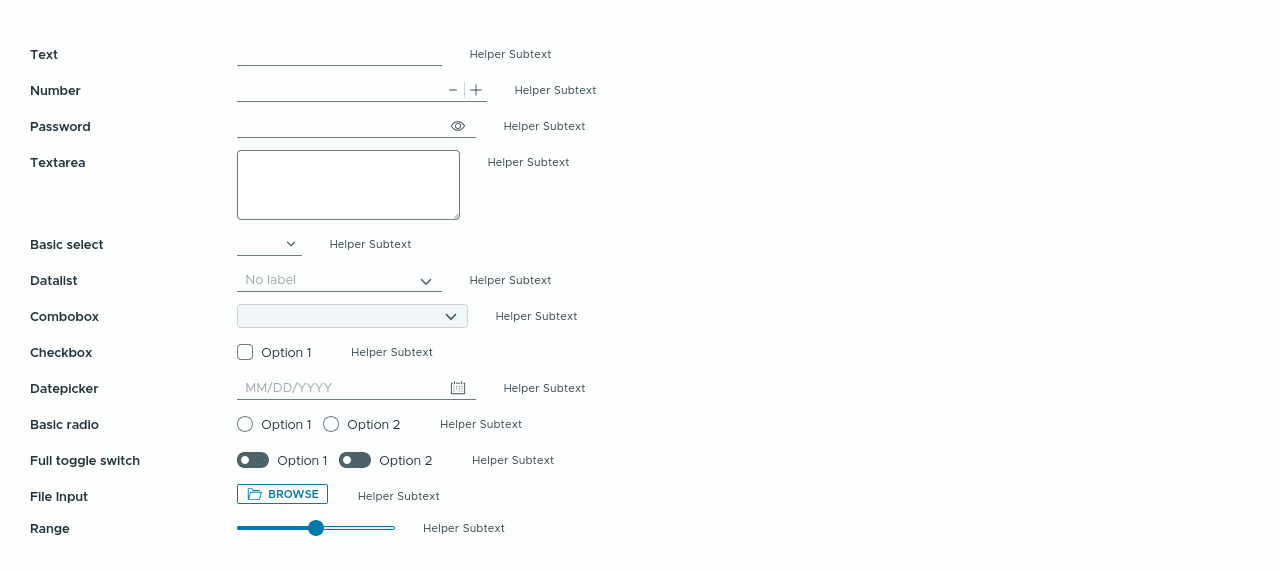 Text Helper Subtext
Number Helper Subtext
Password Helper Subtext
Textarea Helper Subtext
Basic select Helper Subtext
Datalist No label Helper Subtext
Combobox Helper Subtext
Checkbox Option 1 Helper Subtext
Datepicker MM/DD/YYYY Helper Subtext
Basic radio Option 1 Option 2 Helper Subtext
Full toggle switch Option 1 Option 2 Helper Subtext
File Input BROWSE Helper Subtext
Range Helper Subtext